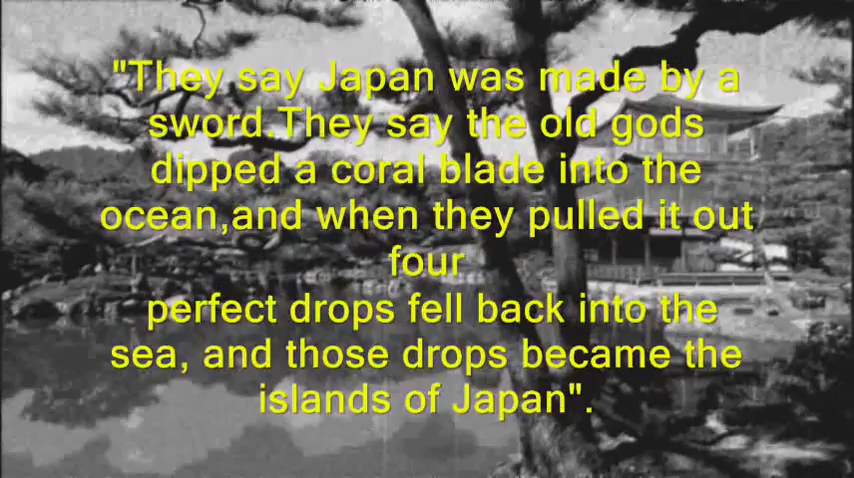 "They say Japan was made by a
sword.They say the old gods
dipped a coral blade into the
ocean,and when they pulled it out
four
perfect drops fell back into the
sea, and those drops became the
islands of Japan".